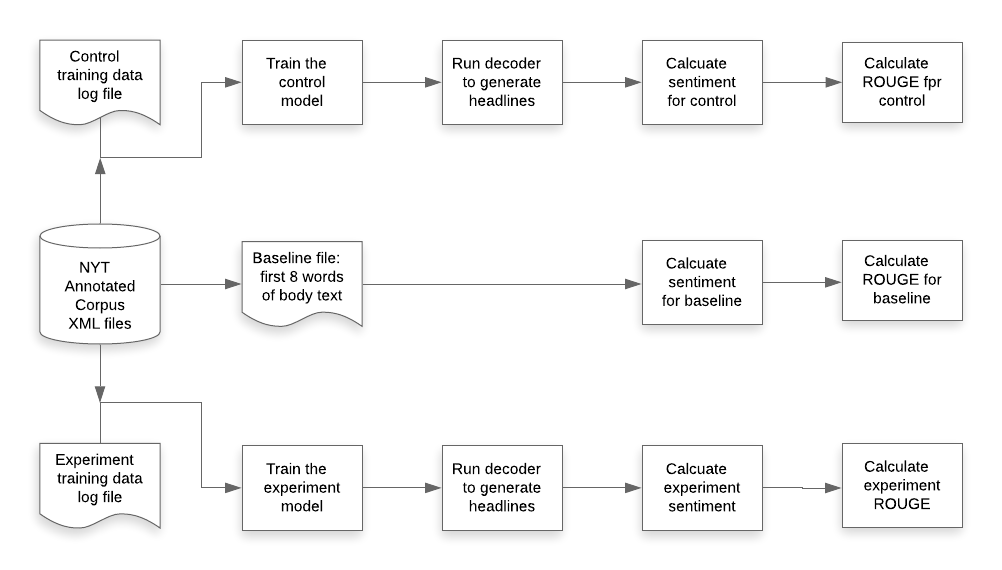 Control
training data
log file
Train the
control
model
Run decoder
to generate
headlines
Calcuate
sentiment
for control
Calculate
ROUGE fpr
control
NYT
Annotated
Corpus
XML files
Baseline file:
first 8 words
of body text
Calcuate
sentiment
for baseline
Calculate
ROUGE for
baseline
Experiment
training data
log file
Train the
experiment
model
Run decoder
to generate
headlines
Calcuate
experiment
sentiment
Calculate
experiment
ROUGE